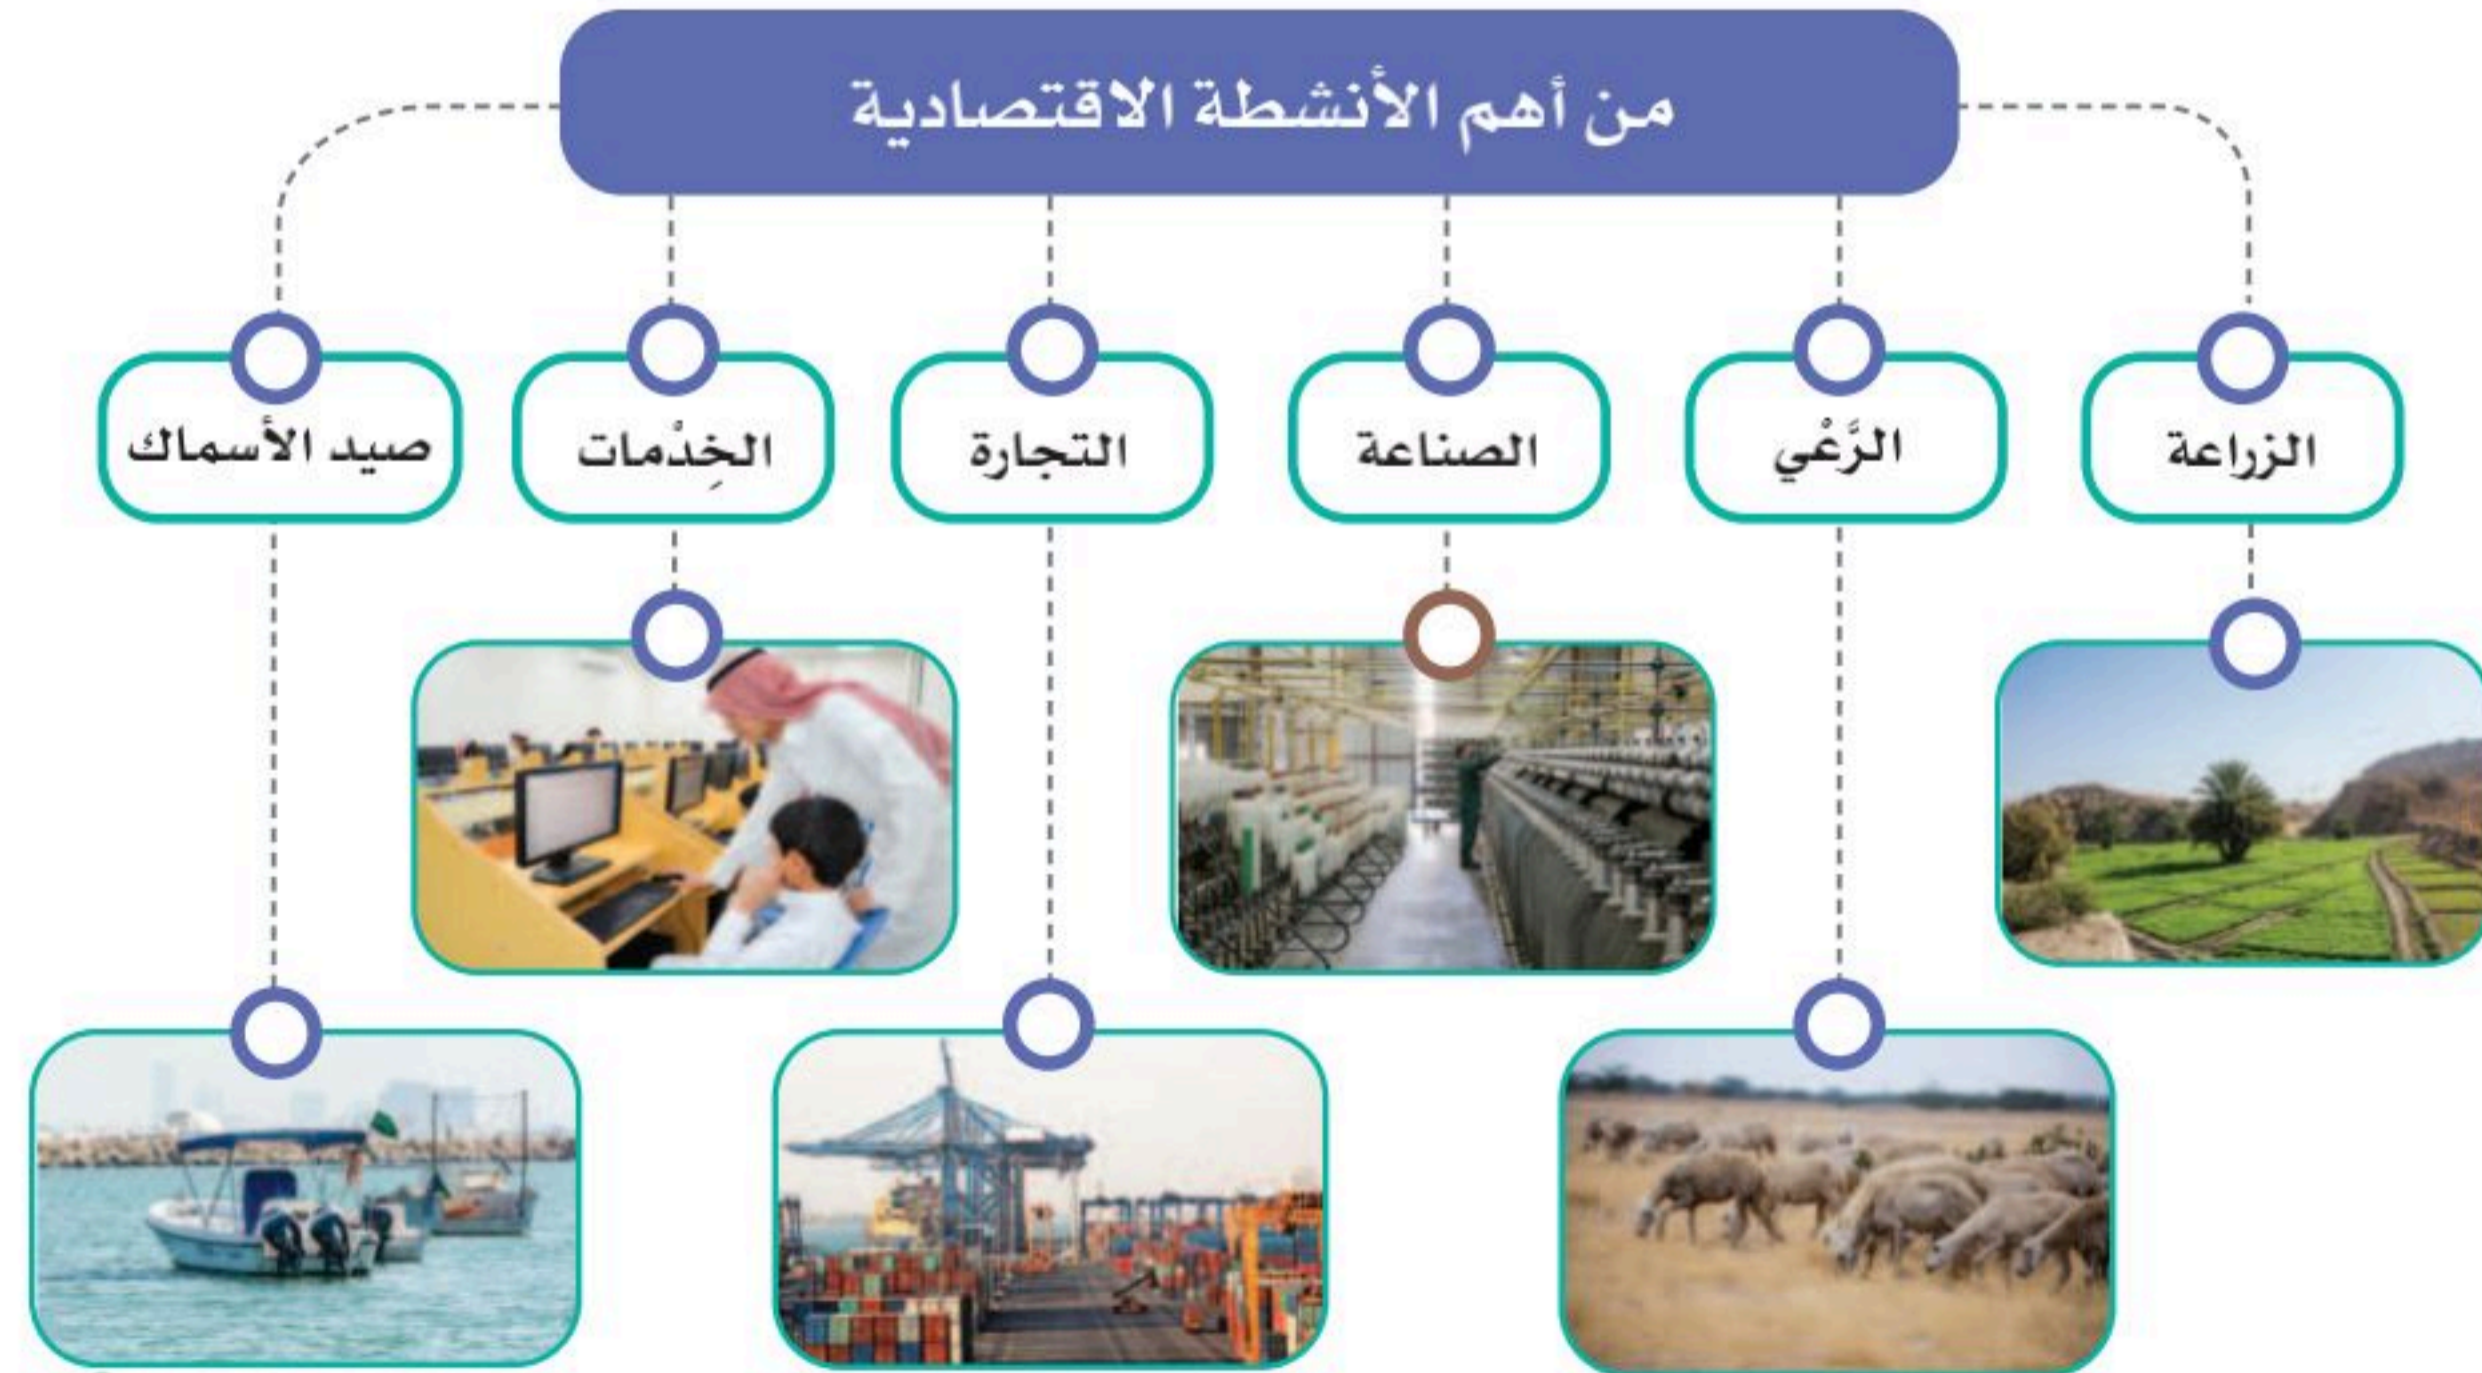 من أهم الأنشطة الاقتصادية
الزراعة
الرَّعْي
الصناعة
التجارة
الخِدْمات
صيد الأسماك